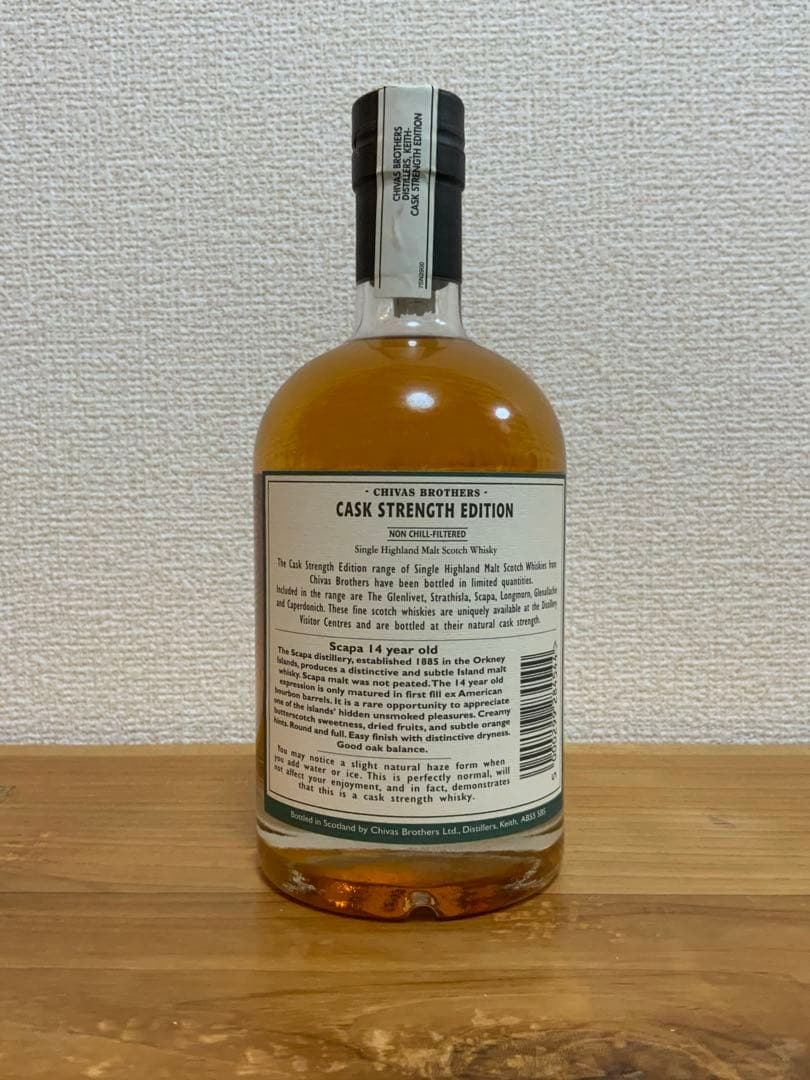 CHIVAS BROTHERS
DISTILLERS, KEITH-
CASK STRENGTH EDITION
- CHIVAS BROTHERS -
CASK STRENGTH EDITION
NON CHILL-FILTERED
Single Highland Malt Scotch Whisky
The Cask Strength Edition range of Single Highland Malt Scotch Whiskies from
Chivas Brothers have been bottled in limited quantities.
Included in the range are The Glenlivet, Strathisla, Scapa, Longmorn, Glenallachie
and Caperdonich. These fine scotch whiskies are uniquely available at the Distillery
Visitor Centres and are bottled at their natural cask strength.
Scapa 14 year old
The Scapa distillery, established 1885 in the Orkney
Islands, produces a distinctive and subtle Island malt
whisky. Scapa malt was not peated. The 14 year old
expression is only matured in first fill ex American
bourbon barrels. It is a rare opportunity to appreciate
one of the islands' hidden unsmoked pleasures. Creamy
butterscotch sweetness, dried fruits, and subtle orange
hints. Round and full. Easy finish with distinctive dryness.
Good oak balance.
You may notice a slight natural haze form when
you add water or ice. This is perfectly normal, will
not affect your enjoyment, and in fact, demonstrates
that this is a cask strength whisky.
Bottled in Scotland by Chivas Brothers Ltd., Distillers, Keith, AB55 5BS